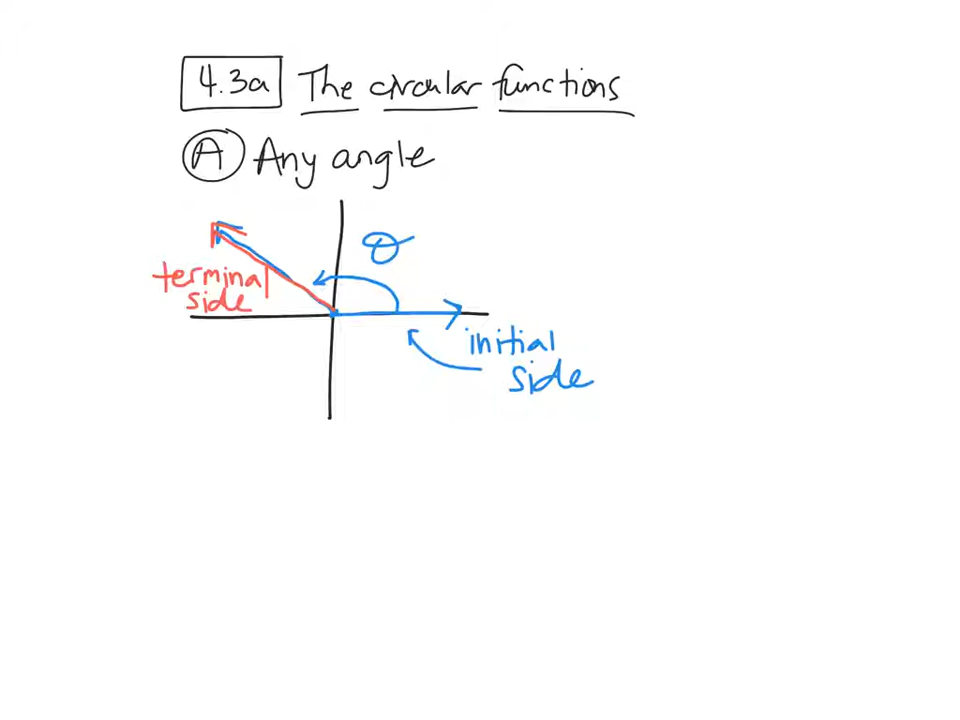 4.3a The circular functions
A Any angle
θ
terminal
side
initial
side